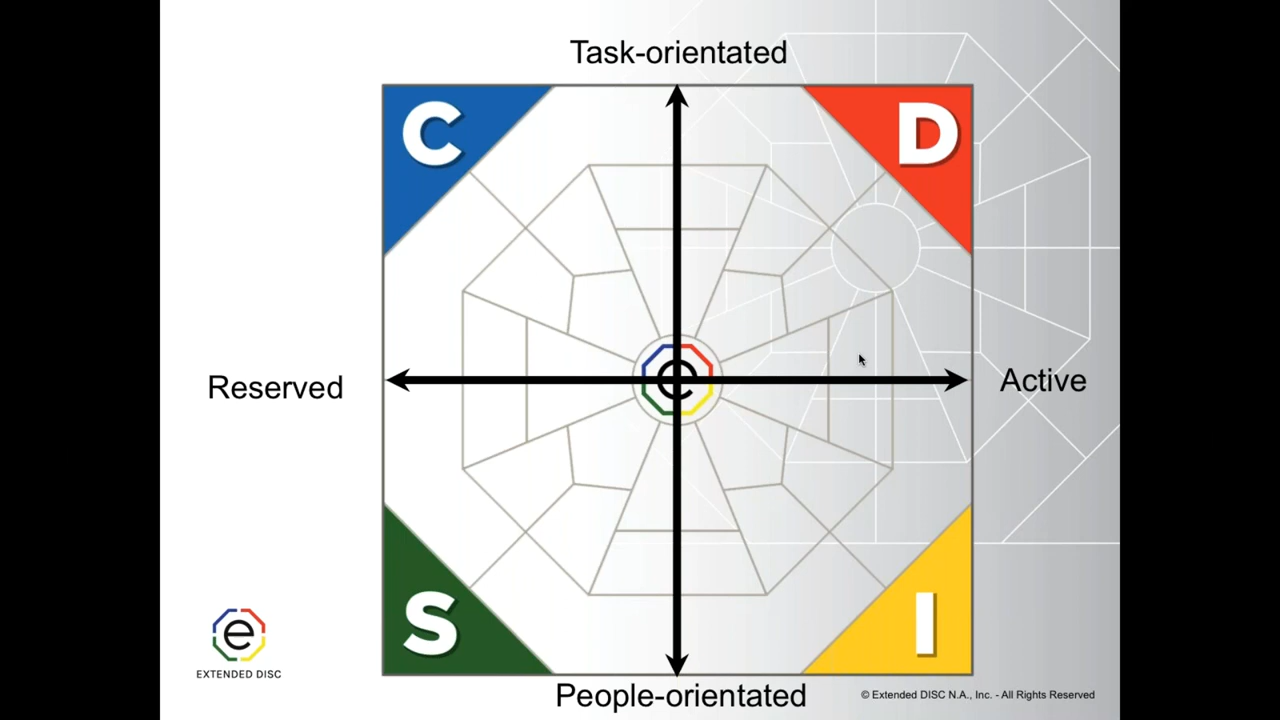 Task-orientated
C
D
Reserved
e
Active
S
I
e
EXTENDED DISC
People-orientated
© Extended DISC N.A., Inc. - All Rights Reserved